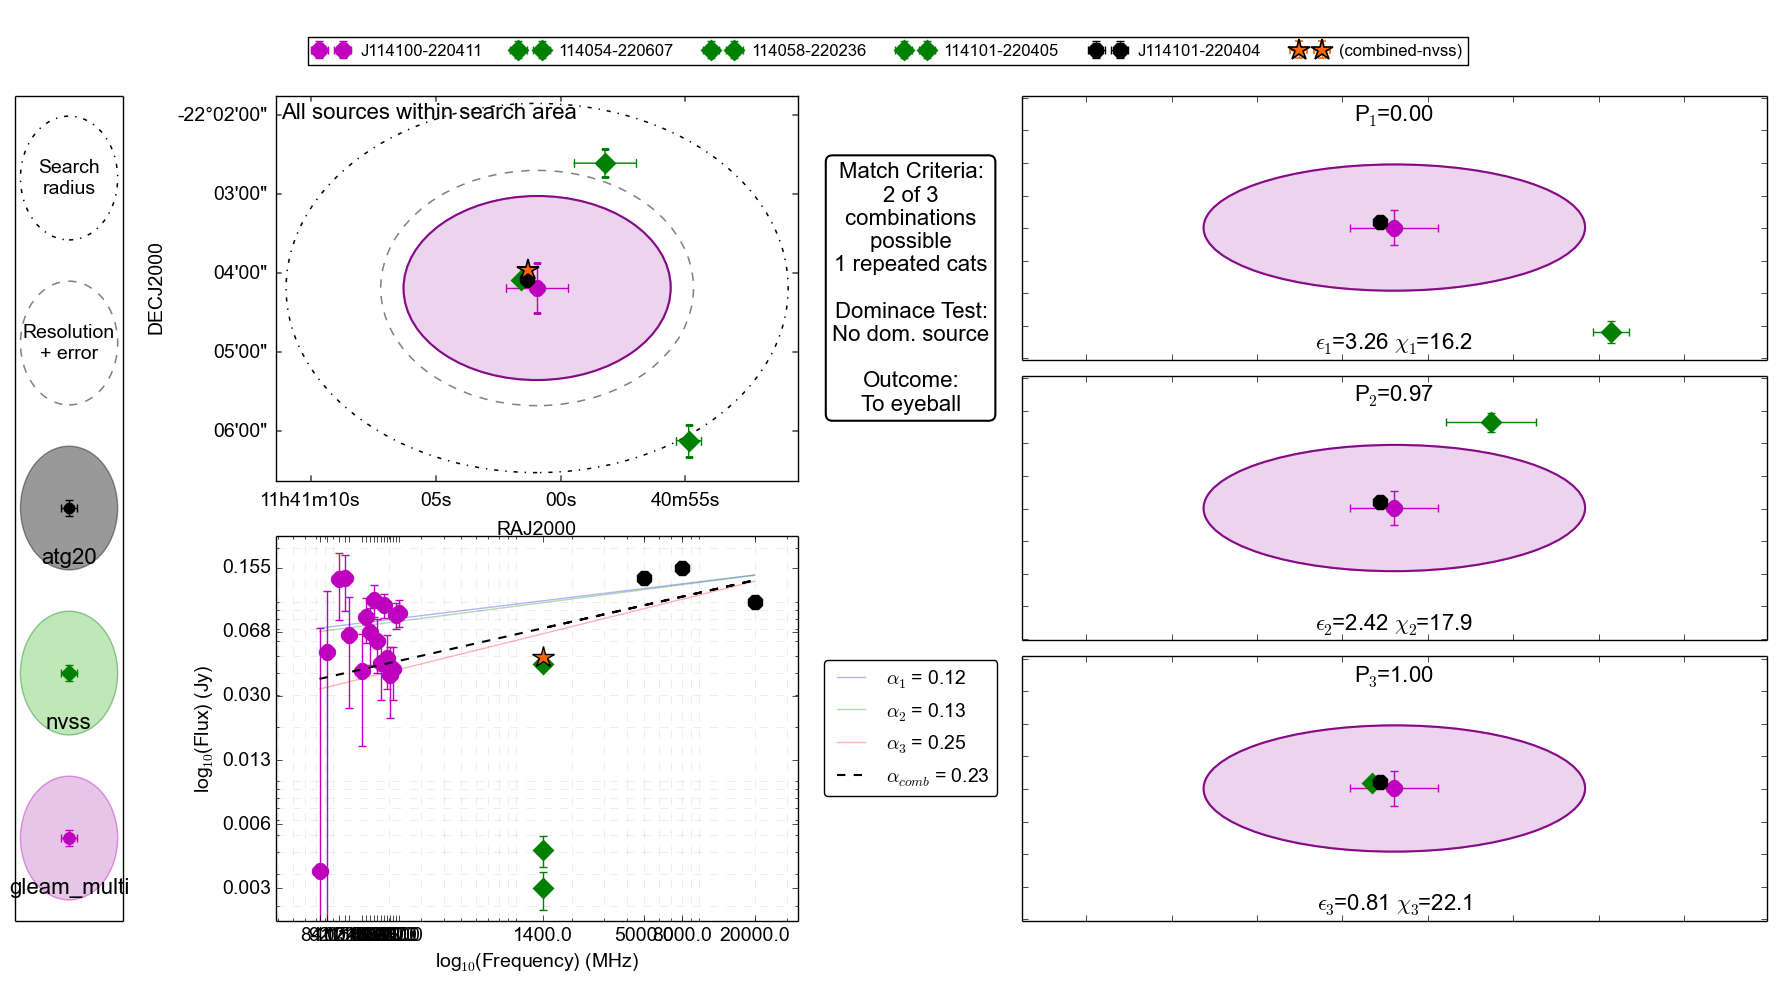 J114100-220411 114054-220607 114058-220236 114101-220405 J114101-220404 (combined-nvss)
Search
radius
Resolution
+ error
atg20
nvss
gleam_multi
All sources within search area
-22°02'00"
03'00"
04'00"
05'00"
06'00"
DECJ2000
11h41m10s 05s 00s 40m55s
RAJ2000
Match Criteria:
2 of 3
combinations
possible
1 repeated cats
Dominace Test:
No dom. source
Outcome:
To eyeball
0.155
0.068
0.030
0.013
0.006
0.003
log₁₀(Flux) (Jy)
1400.0 5000.0 8000.0 20000.0
log₁₀(Frequency) (MHz)
α₁ = 0.12
α₂ = 0.13
α₃ = 0.25
α_comb = 0.23
P₁=0.00
ϵ₁=3.26 χ₁=16.2
P₂=0.97
ϵ₂=2.42 χ₂=17.9
P₃=1.00
ϵ₃=0.81 χ₃=22.1